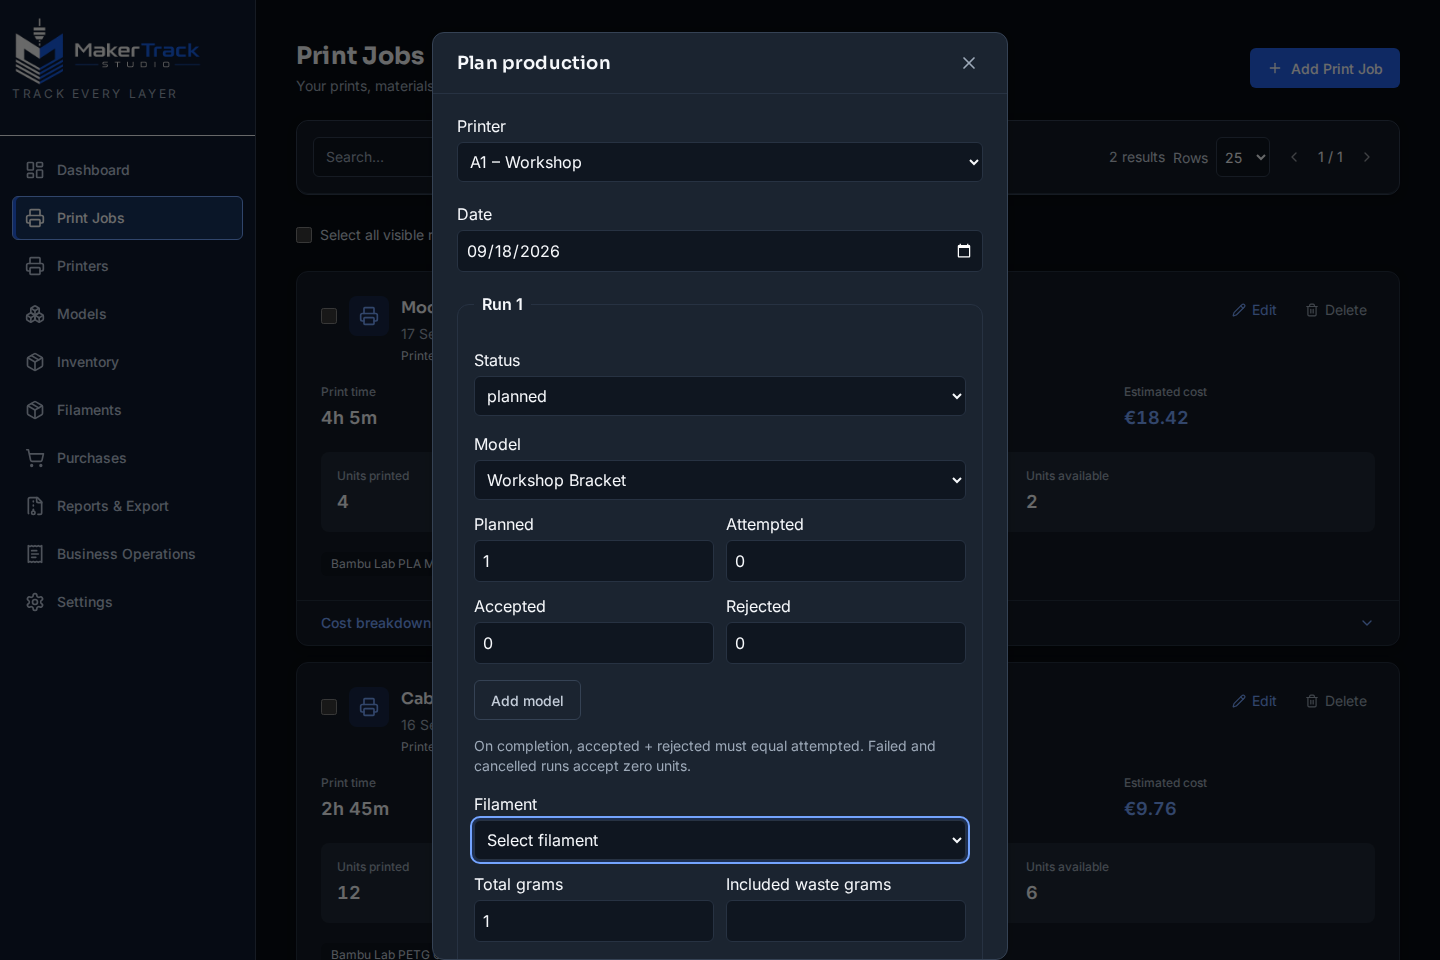 MakerTrack
STUDIO
TRACK EVERY LAYER
Dashboard
Print Jobs
Printers
Models
Inventory
Filaments
Purchases
Reports & Export
Business Operations
Settings
Print Jobs
Your prints, materials
Add Print Job
Search...
2 results Rows 25 1 / 1
Select all visible
17
Edit Delete
Print time
4h 5m
Estimated cost
€18.42
Units printed
4
Units available
2
Bambu Lab PLA
Cost breakdown
16
Edit Delete
Print time
2h 45m
Estimated cost
€9.76
Units printed
12
Units available
6
Bambu Lab PETG
Plan production
Printer
A1 – Workshop
Date
09/18/2026
Run 1
Status
planned
Model
Workshop Bracket
Planned Attempted
1 0
Accepted Rejected
0 0
Add model
On completion, accepted + rejected must equal attempted. Failed and
cancelled runs accept zero units.
Filament
Select filament
Total grams Included waste grams
1